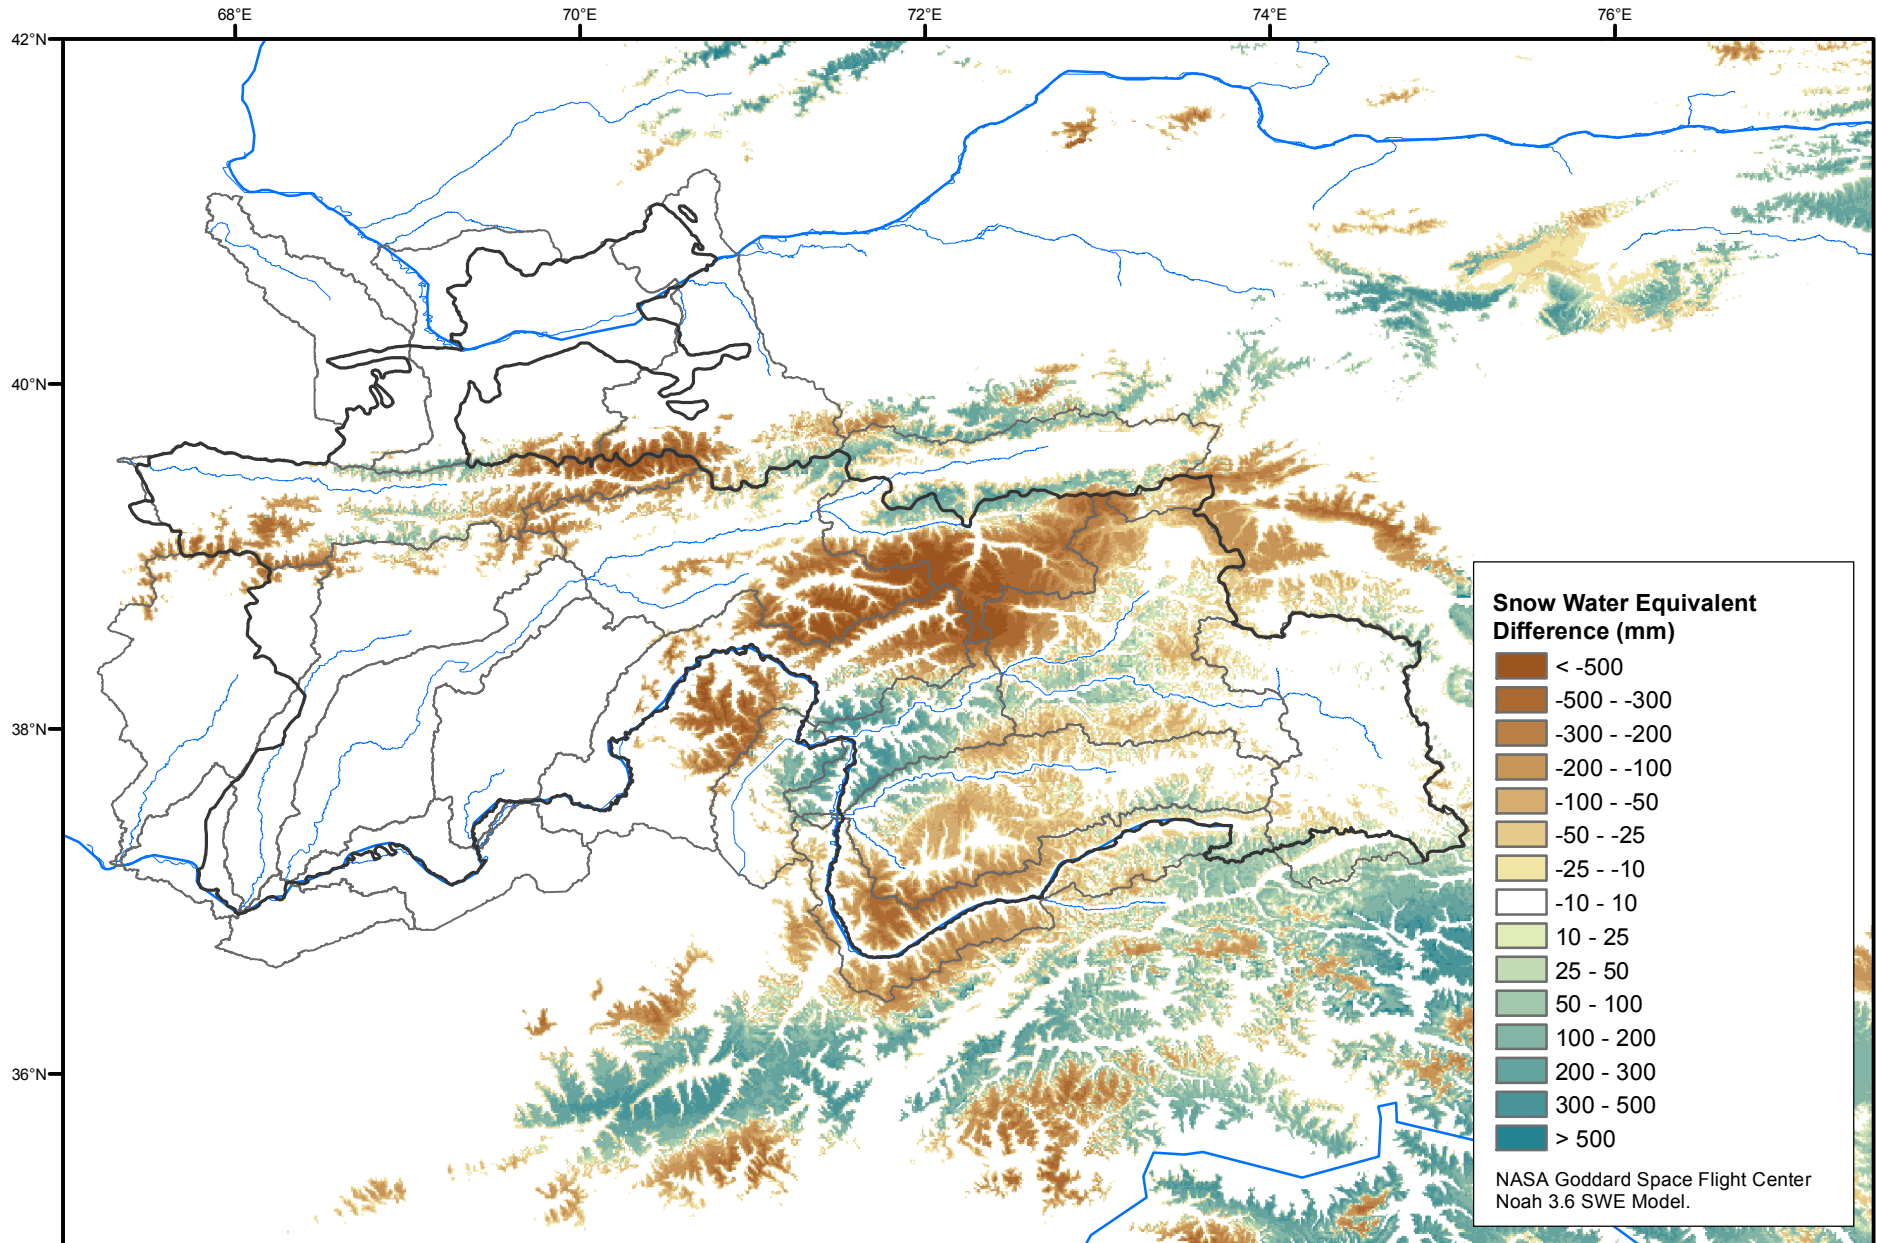 68°E
70°E
72°E
74°E
76°E
42°N
40°N
38°N
36°N
Snow Water Equivalent
Difference (mm)
< -500
-500 - -300
-300 - -200
-200 - -100
-100 - -50
-50 - -25
-25 - -10
-10 - 10
10 - 25
25 - 50
50 - 100
100 - 200
200 - 300
300 - 500
> 500
NASA Goddard Space Flight Center
Noah 3.6 SWE Model.